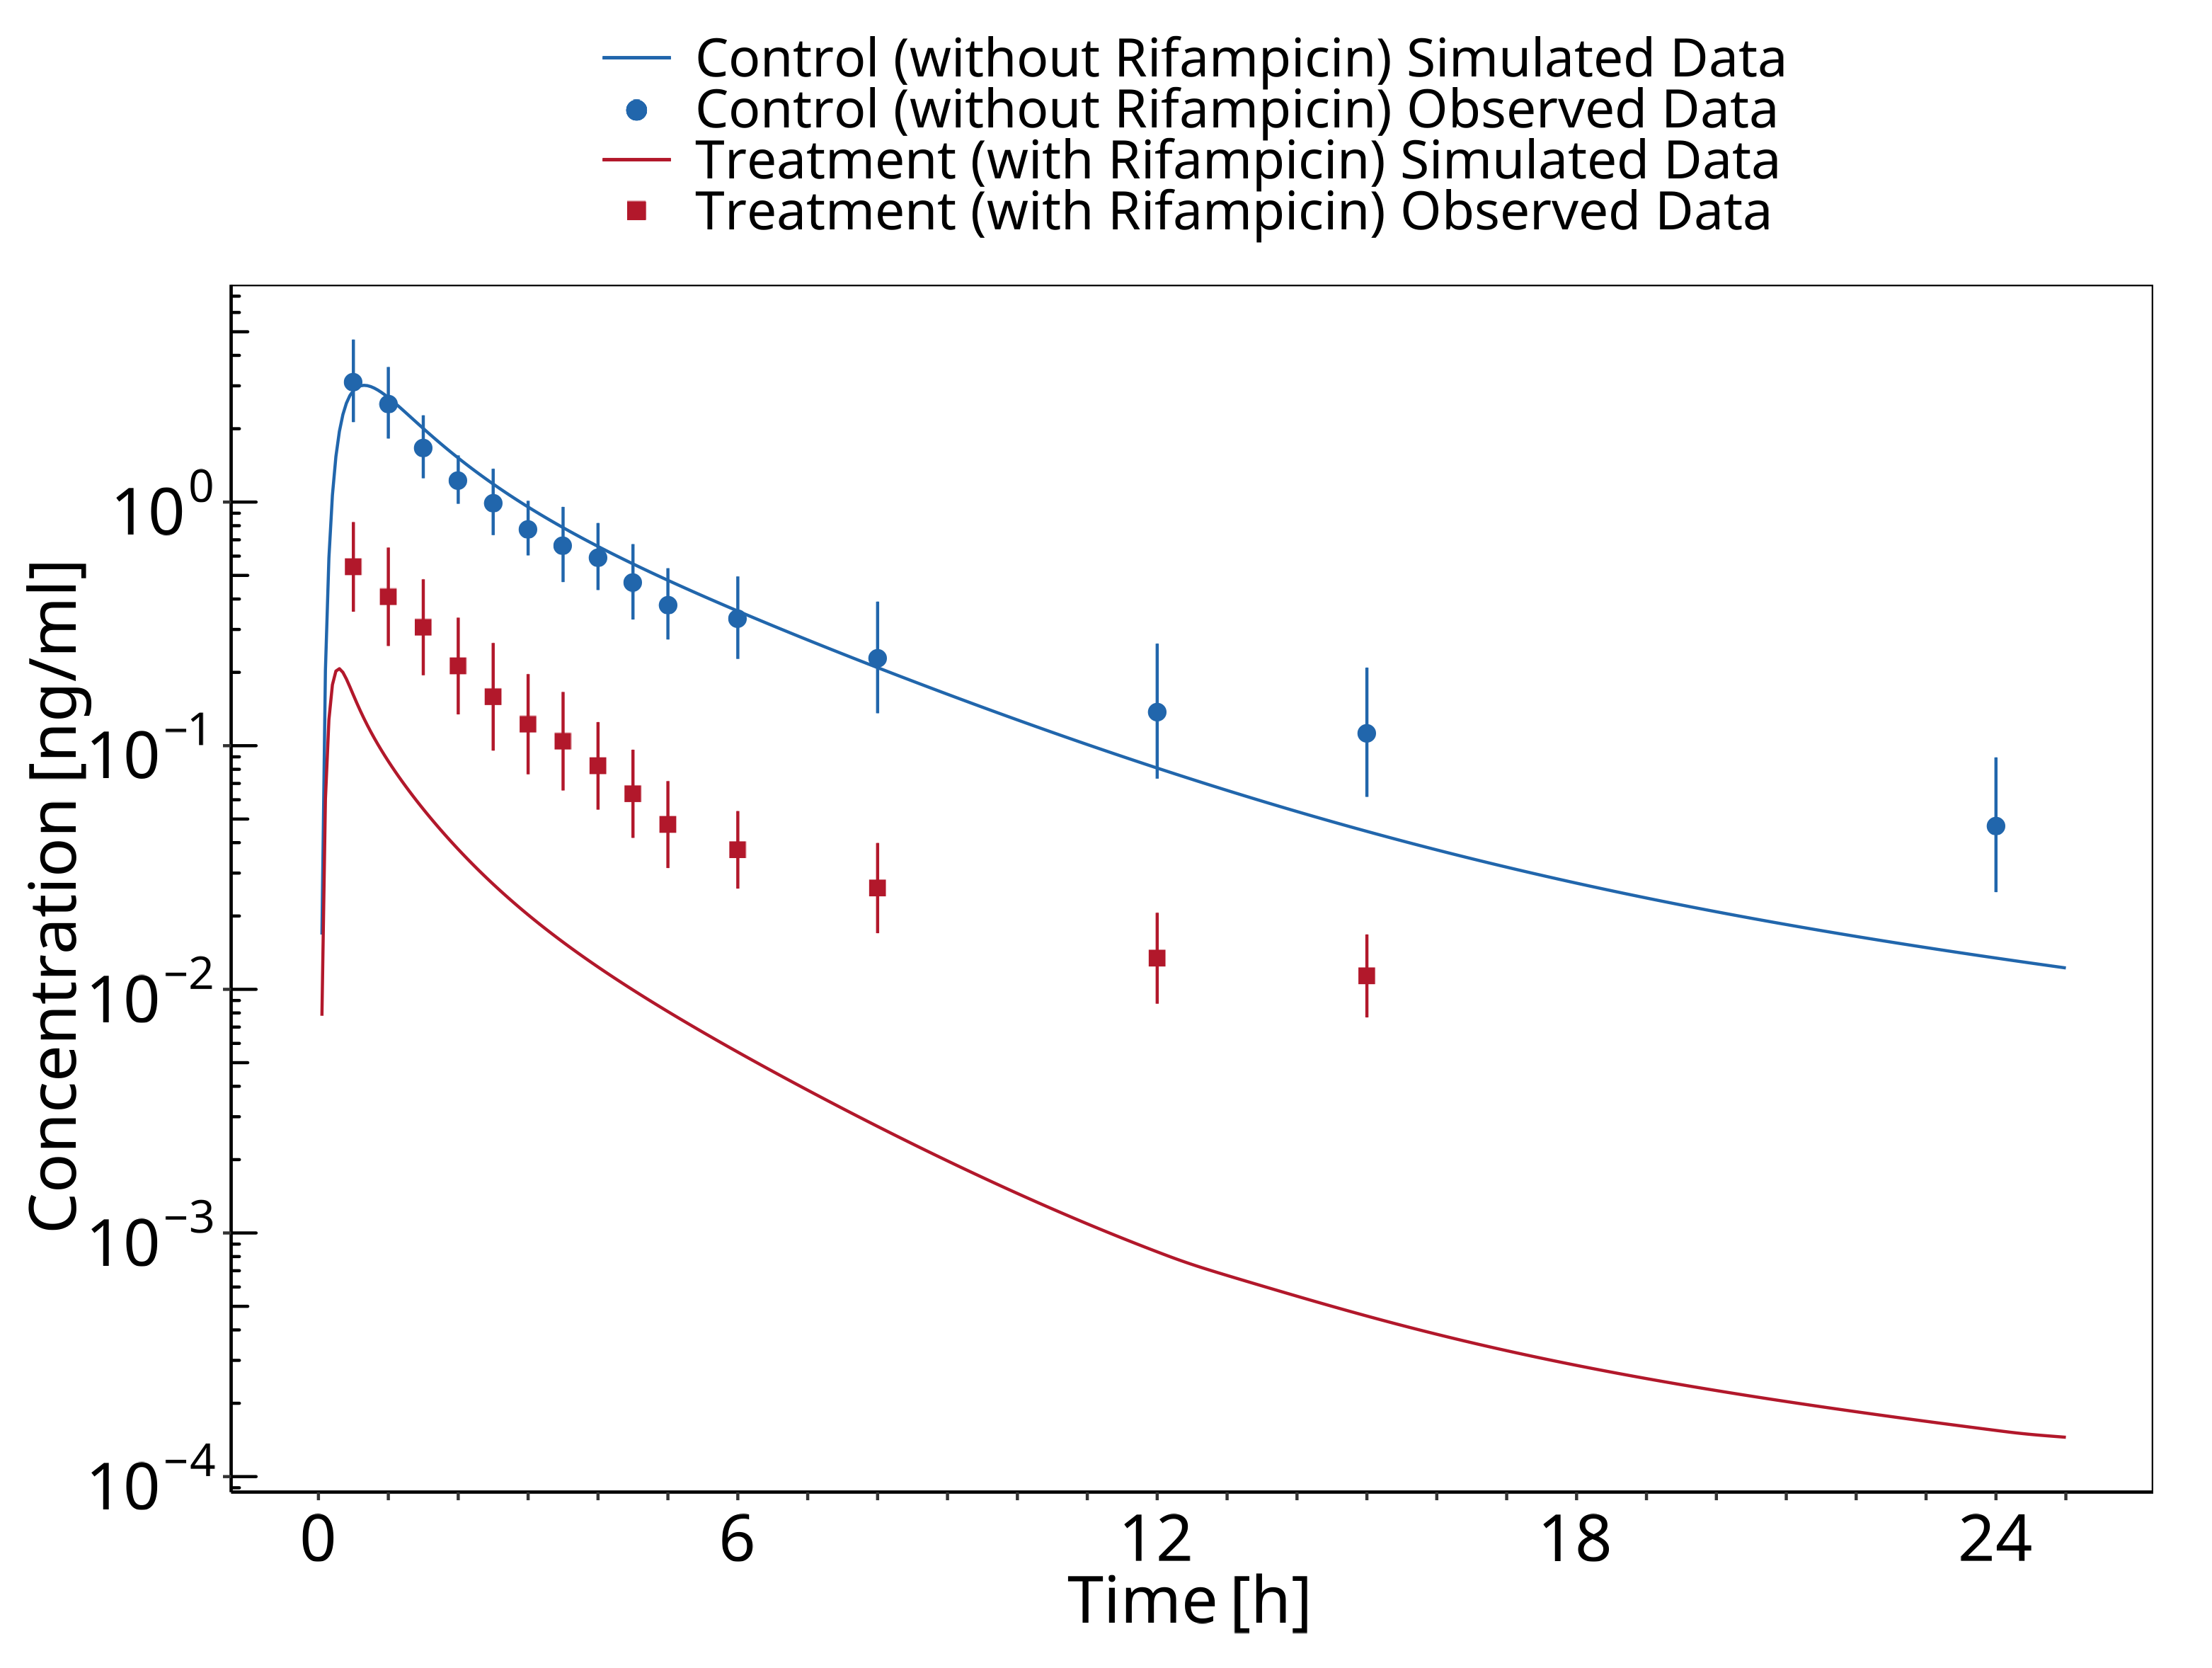 Control (without Rifampicin) Simulated Data
Control (without Rifampicin) Observed Data
Treatment (with Rifampicin) Simulated Data
Treatment (with Rifampicin) Observed Data
Concentration [ng/ml]
10⁰
10⁻¹
10⁻²
10⁻³
10⁻⁴
0 6 12 18 24
Time [h]